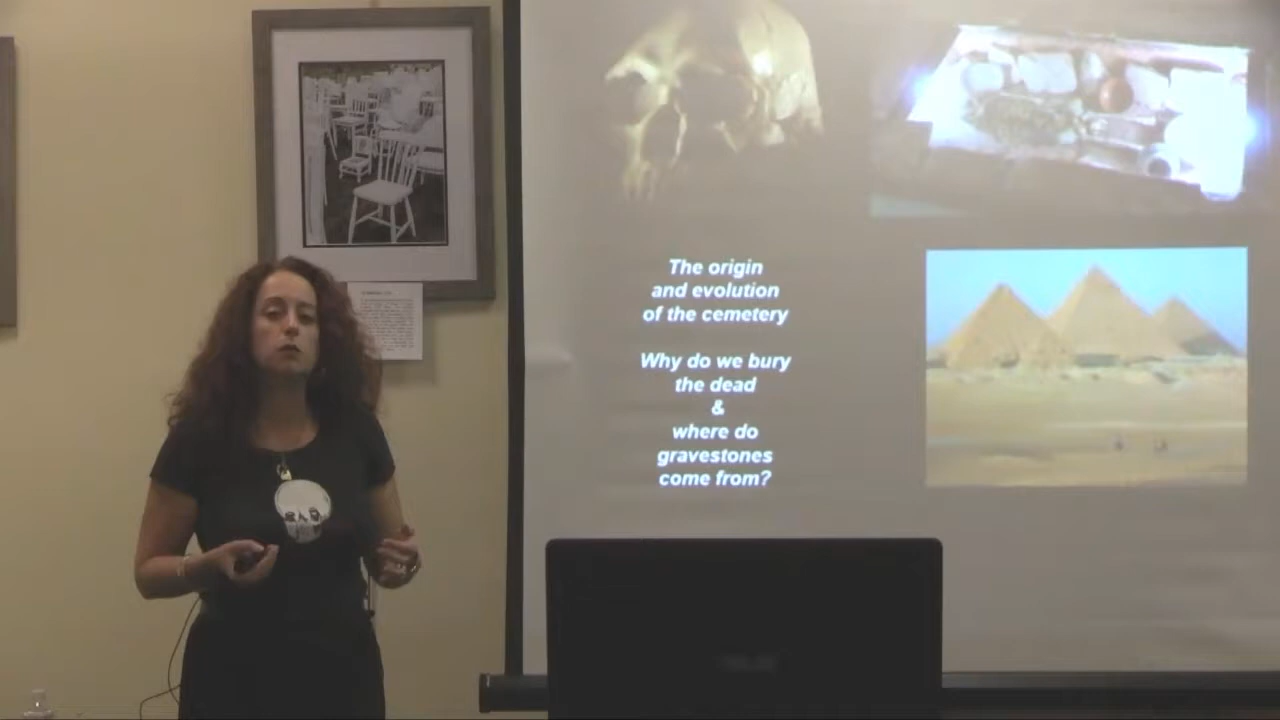 The origin
and evolution
of the cemetery
Why do we bury
the dead
&
where do
gravestones
come from?